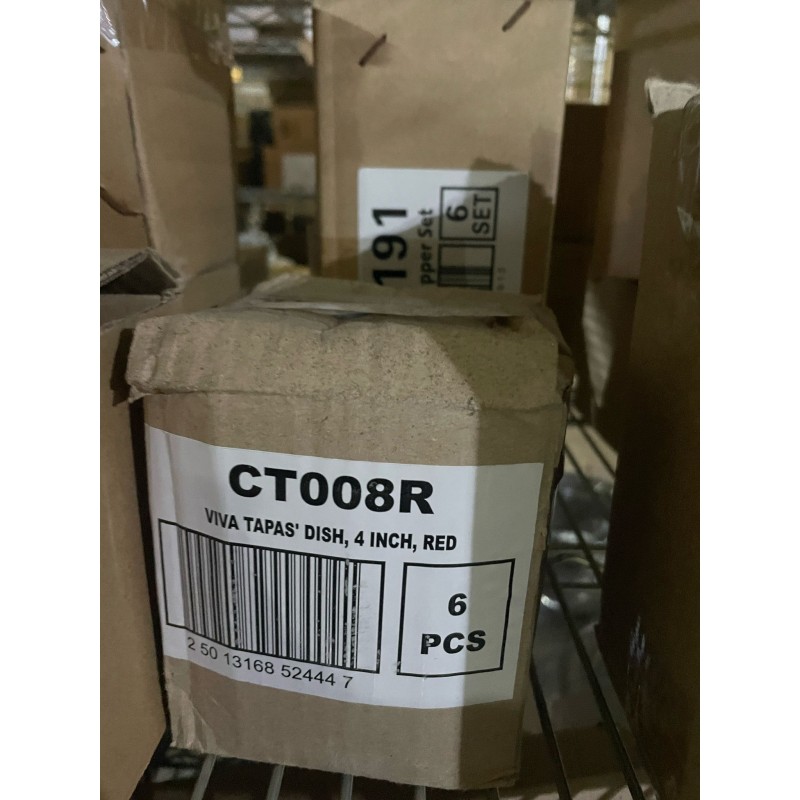 191
pper Set
6
SET
CT008R
VIVA TAPAS' DISH, 4 INCH, RED
6
PCS
2 50 13168 52444 7